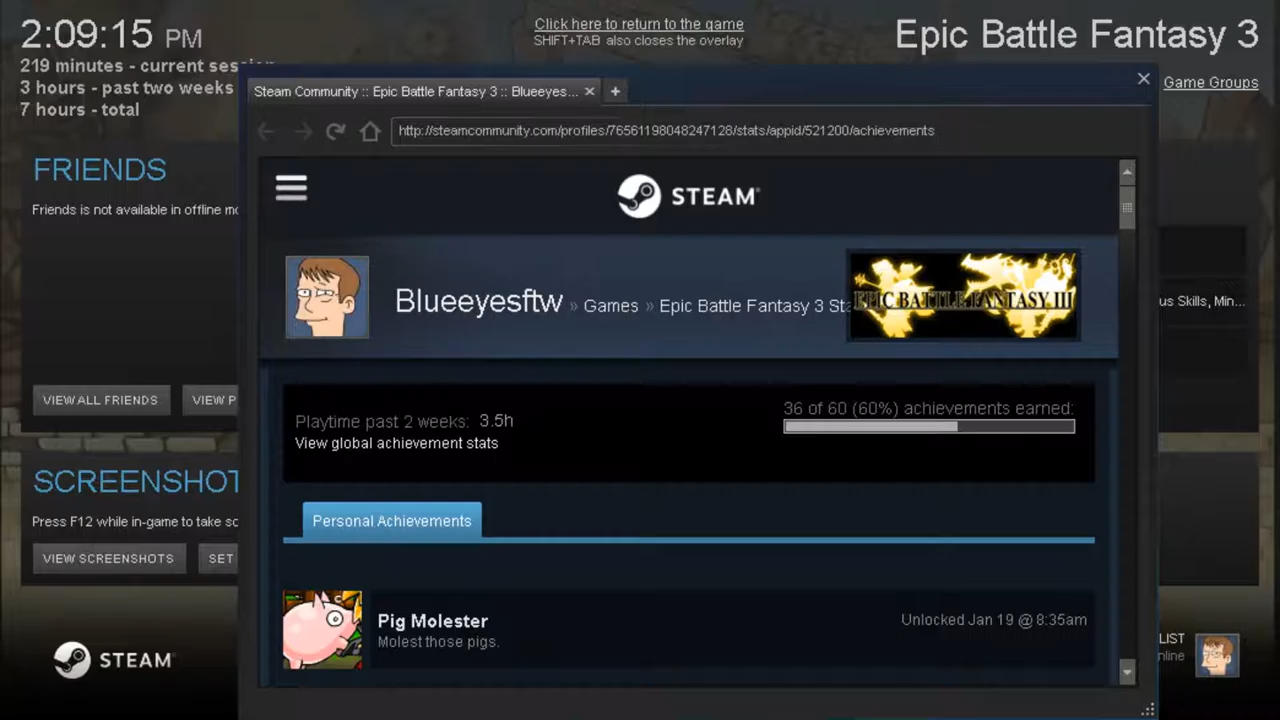 2:09:15 PM
219 minutes - current session
3 hours - past two weeks
7 hours - total
Click here to return to the game
SHIFT+TAB also closes the overlay
Epic Battle Fantasy 3
Game Groups
Steam Community :: Epic Battle Fantasy 3 :: Blueeyes...
http://steamcommunity.com/profiles/76561198048247128/stats/appid/521200/achievements
FRIENDS
Friends is not available in offline mo
VIEW ALL FRIENDS
VIEW P
STEAM
Blueeyesftw » Games » Epic Battle Fantasy 3 Sta
EPIC BATTLE FANTASY III
us Skills, Min...
Playtime past 2 weeks: 3.5h
View global achievement stats
36 of 60 (60%) achievements earned:
SCREENSHOT
Press F12 while in-game to take sc
VIEW SCREENSHOTS
SET
Personal Achievements
Pig Molester
Molest those pigs.
Unlocked Jan 19 @ 8:35am
STEAM
LIST
nline